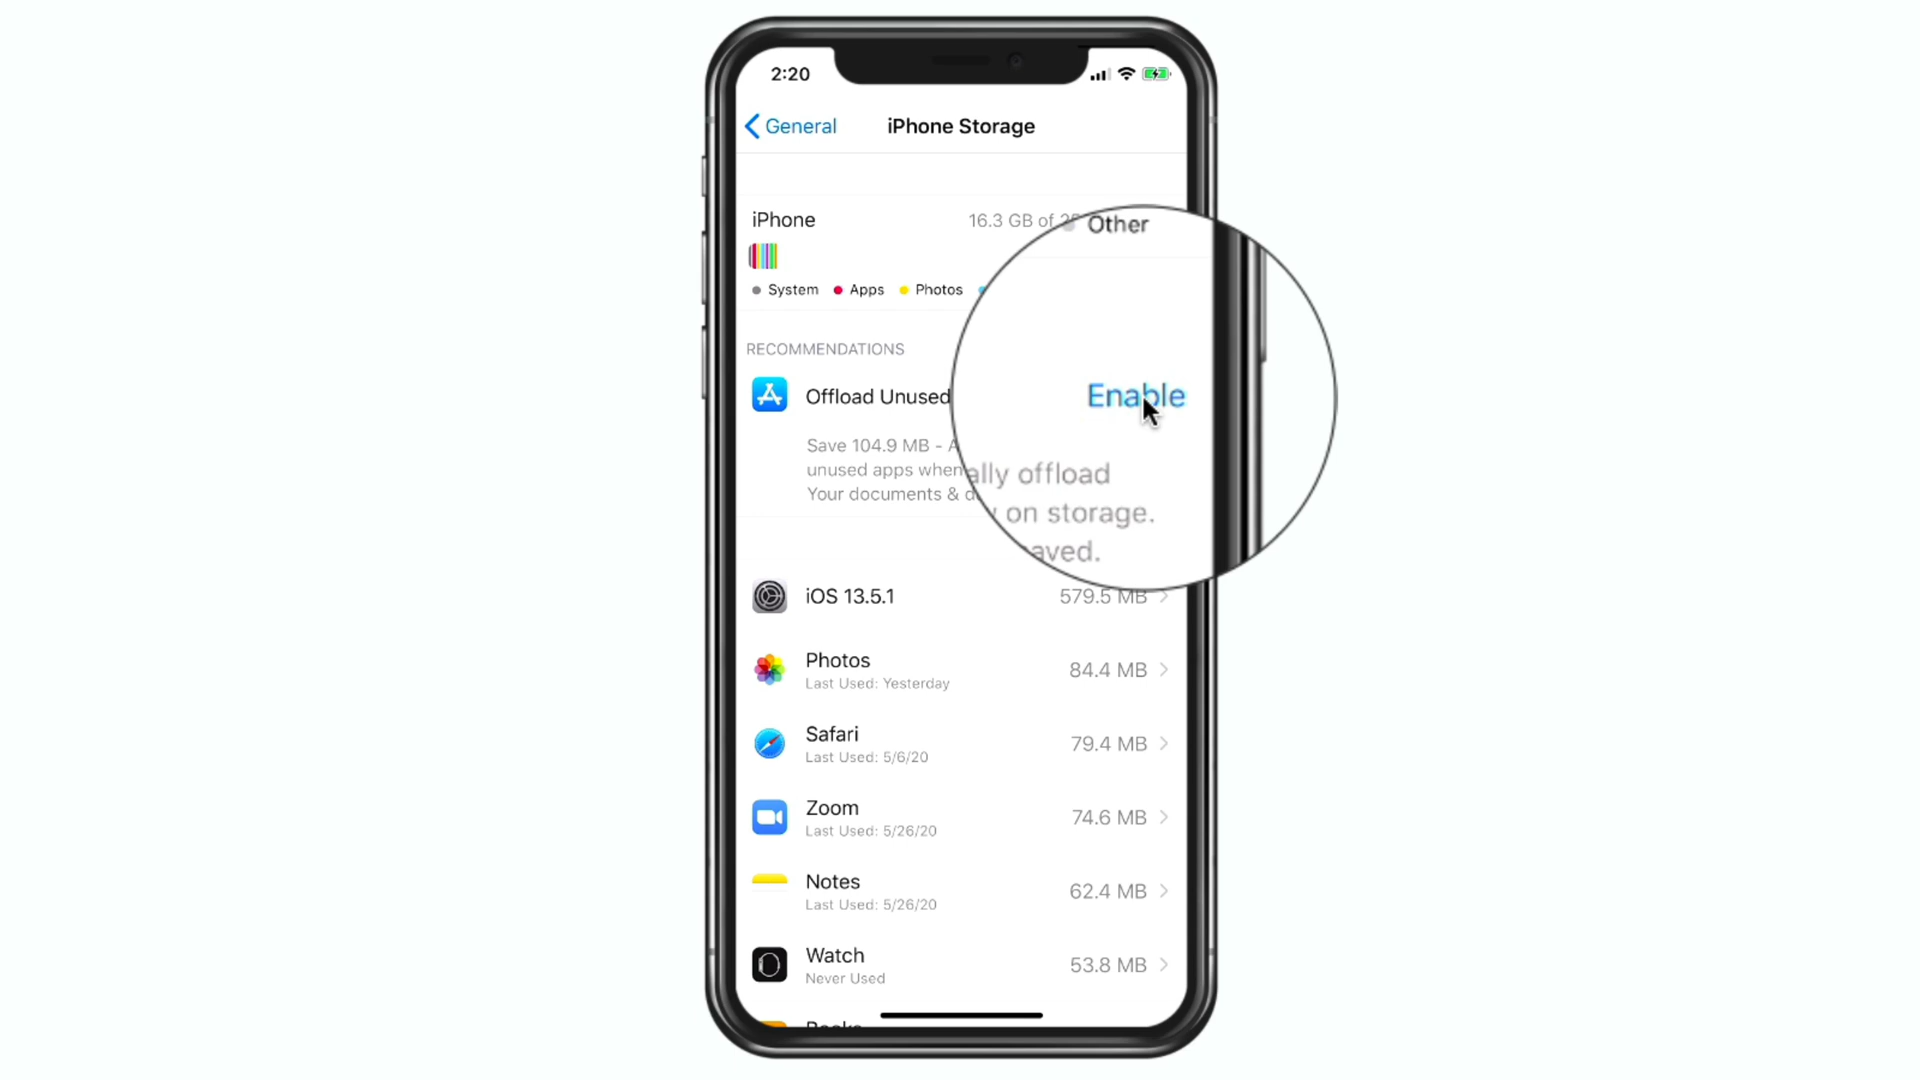 2:20
General
iPhone Storage
iPhone
16.3 GB of
Other
System
Apps
Photos
RECOMMENDATIONS
Offload Unused
Enable
Save 104.9 MB -
unused apps when
Your documents &
ally offload
on storage.
aved.
iOS 13.5.1
579.5 MB
Photos
Last Used: Yesterday
84.4 MB
Safari
Last Used: 5/6/20
79.4 MB
Zoom
Last Used: 5/26/20
74.6 MB
Notes
Last Used: 5/26/20
62.4 MB
Watch
Never Used
53.8 MB